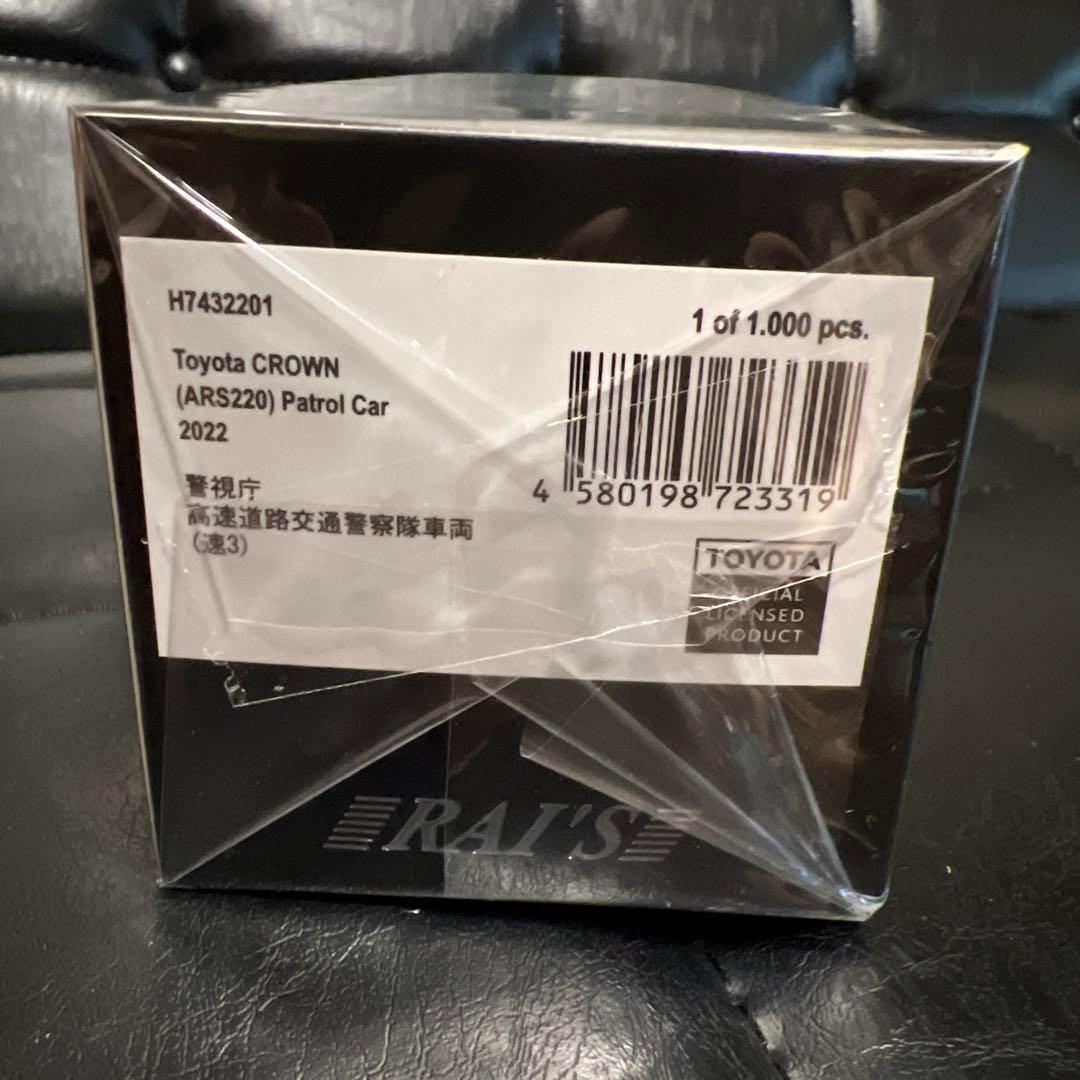 H7432201
1 of 1.000 pcs.
Toyota CROWN
(ARS220) Patrol Car
2022
警視庁
高速道路交通警察隊車両
(速3)
4 580198 723319
TOYOTA
OFFICIAL
LICENSED
PRODUCT
RAI'S